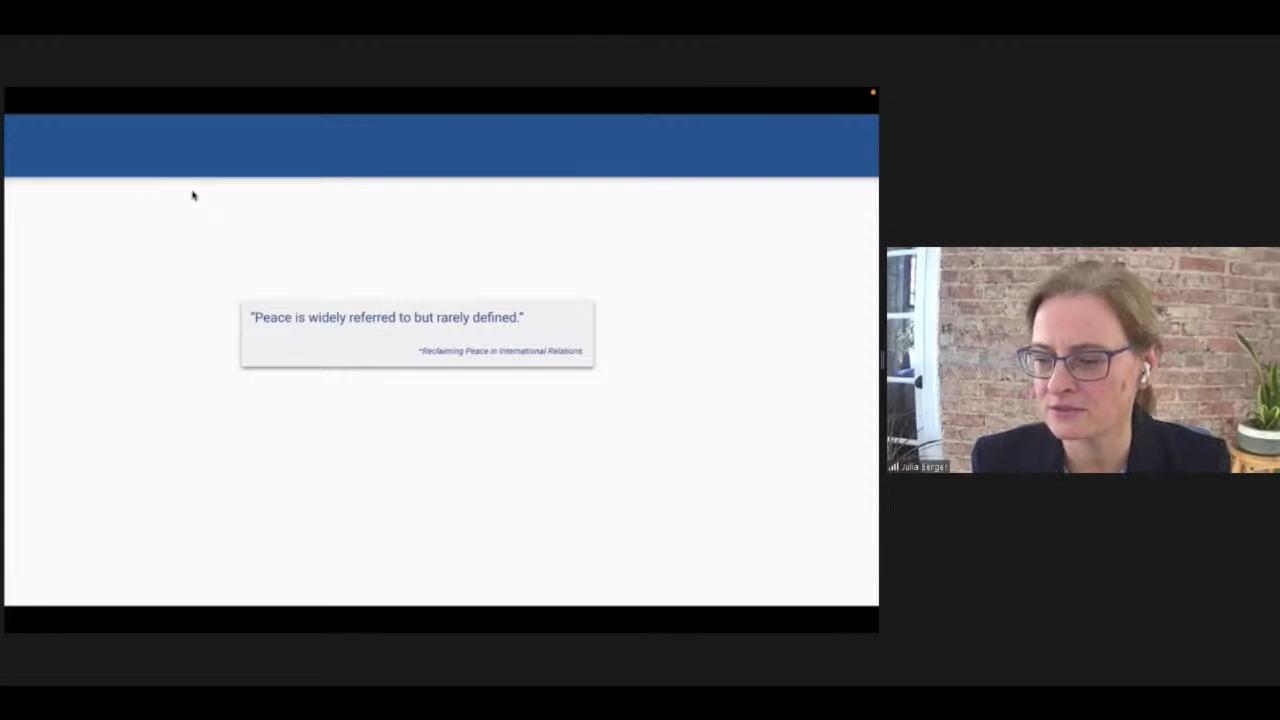 “Peace is widely referred to but rarely defined.”
~Reclaiming Peace in International Relations
Julia Berger